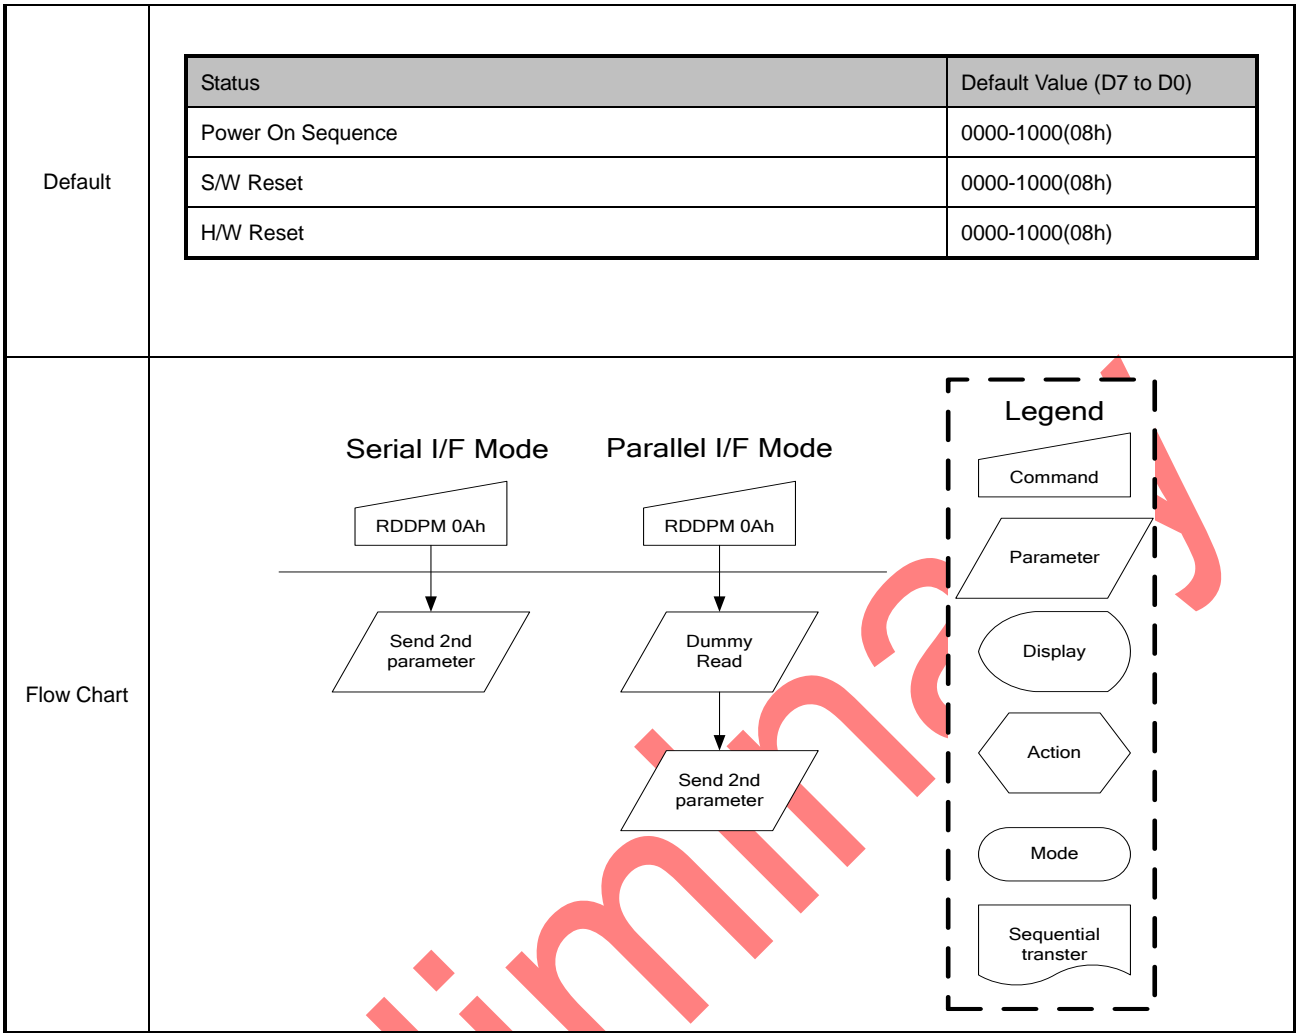 Default
Status Default Value (D7 to D0)
Power On Sequence 0000-1000(08h)
S/W Reset 0000-1000(08h)
H/W Reset 0000-1000(08h)
Flow Chart
Serial I/F Mode
RDDPM 0Ah
Send 2nd
parameter
Parallel I/F Mode
RDDPM 0Ah
Dummy
Read
Send 2nd
parameter
Legend
Command
Parameter
Display
Action
Mode
Sequential
transter